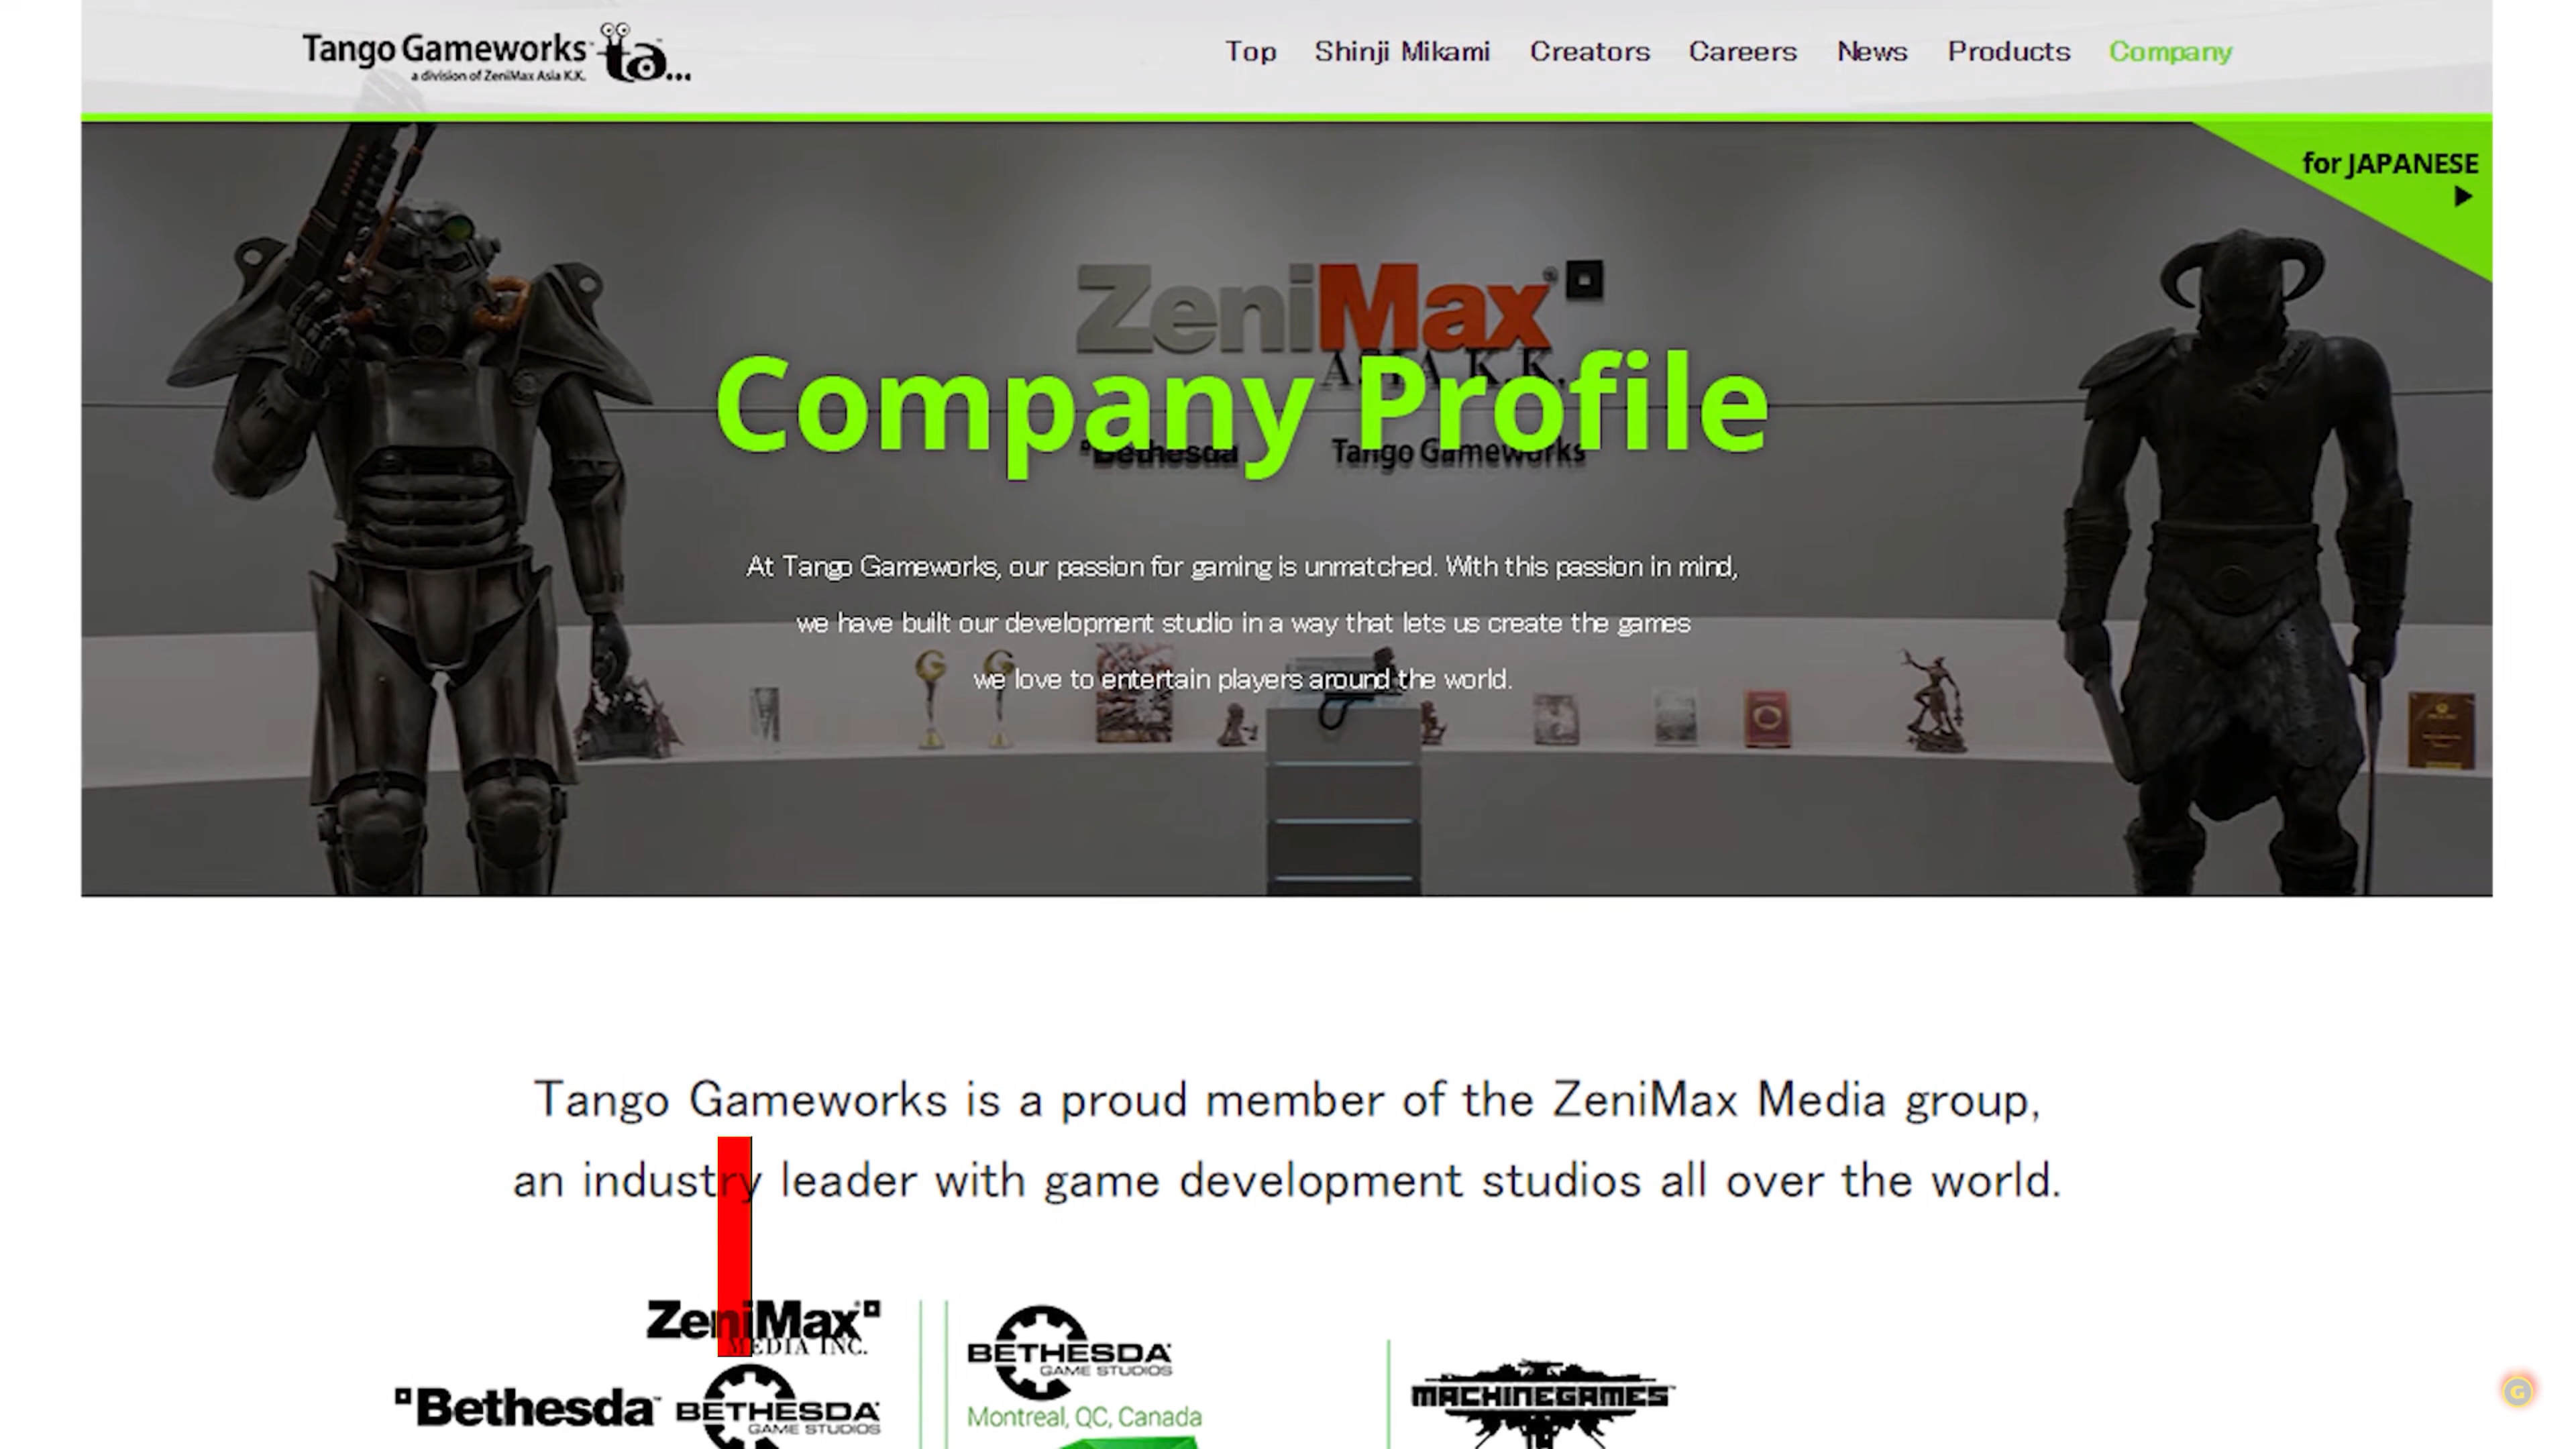 Tango Gameworks
a division of ZeniMax Asia K.K.
ta...
Top Shinji Mikami Creators Careers News Products Company
for JAPANESE
ZeniMax
ASIA K.K.
Company Profile
Bethesda Tango Gameworks
At Tango Gameworks, our passion for gaming is unmatched. With this passion in mind,
we have built our development studio in a way that lets us create the games
we love to entertain players around the world.
Tango Gameworks is a proud member of the ZeniMax Media group,
an industry leader with game development studios all over the world.
ZeniMax
MEDIA INC.
Bethesda
BETHESDA
GAME STUDIOS
BETHESDA
GAME STUDIOS
Montreal, QC, Canada
MACHINEGAMES
G